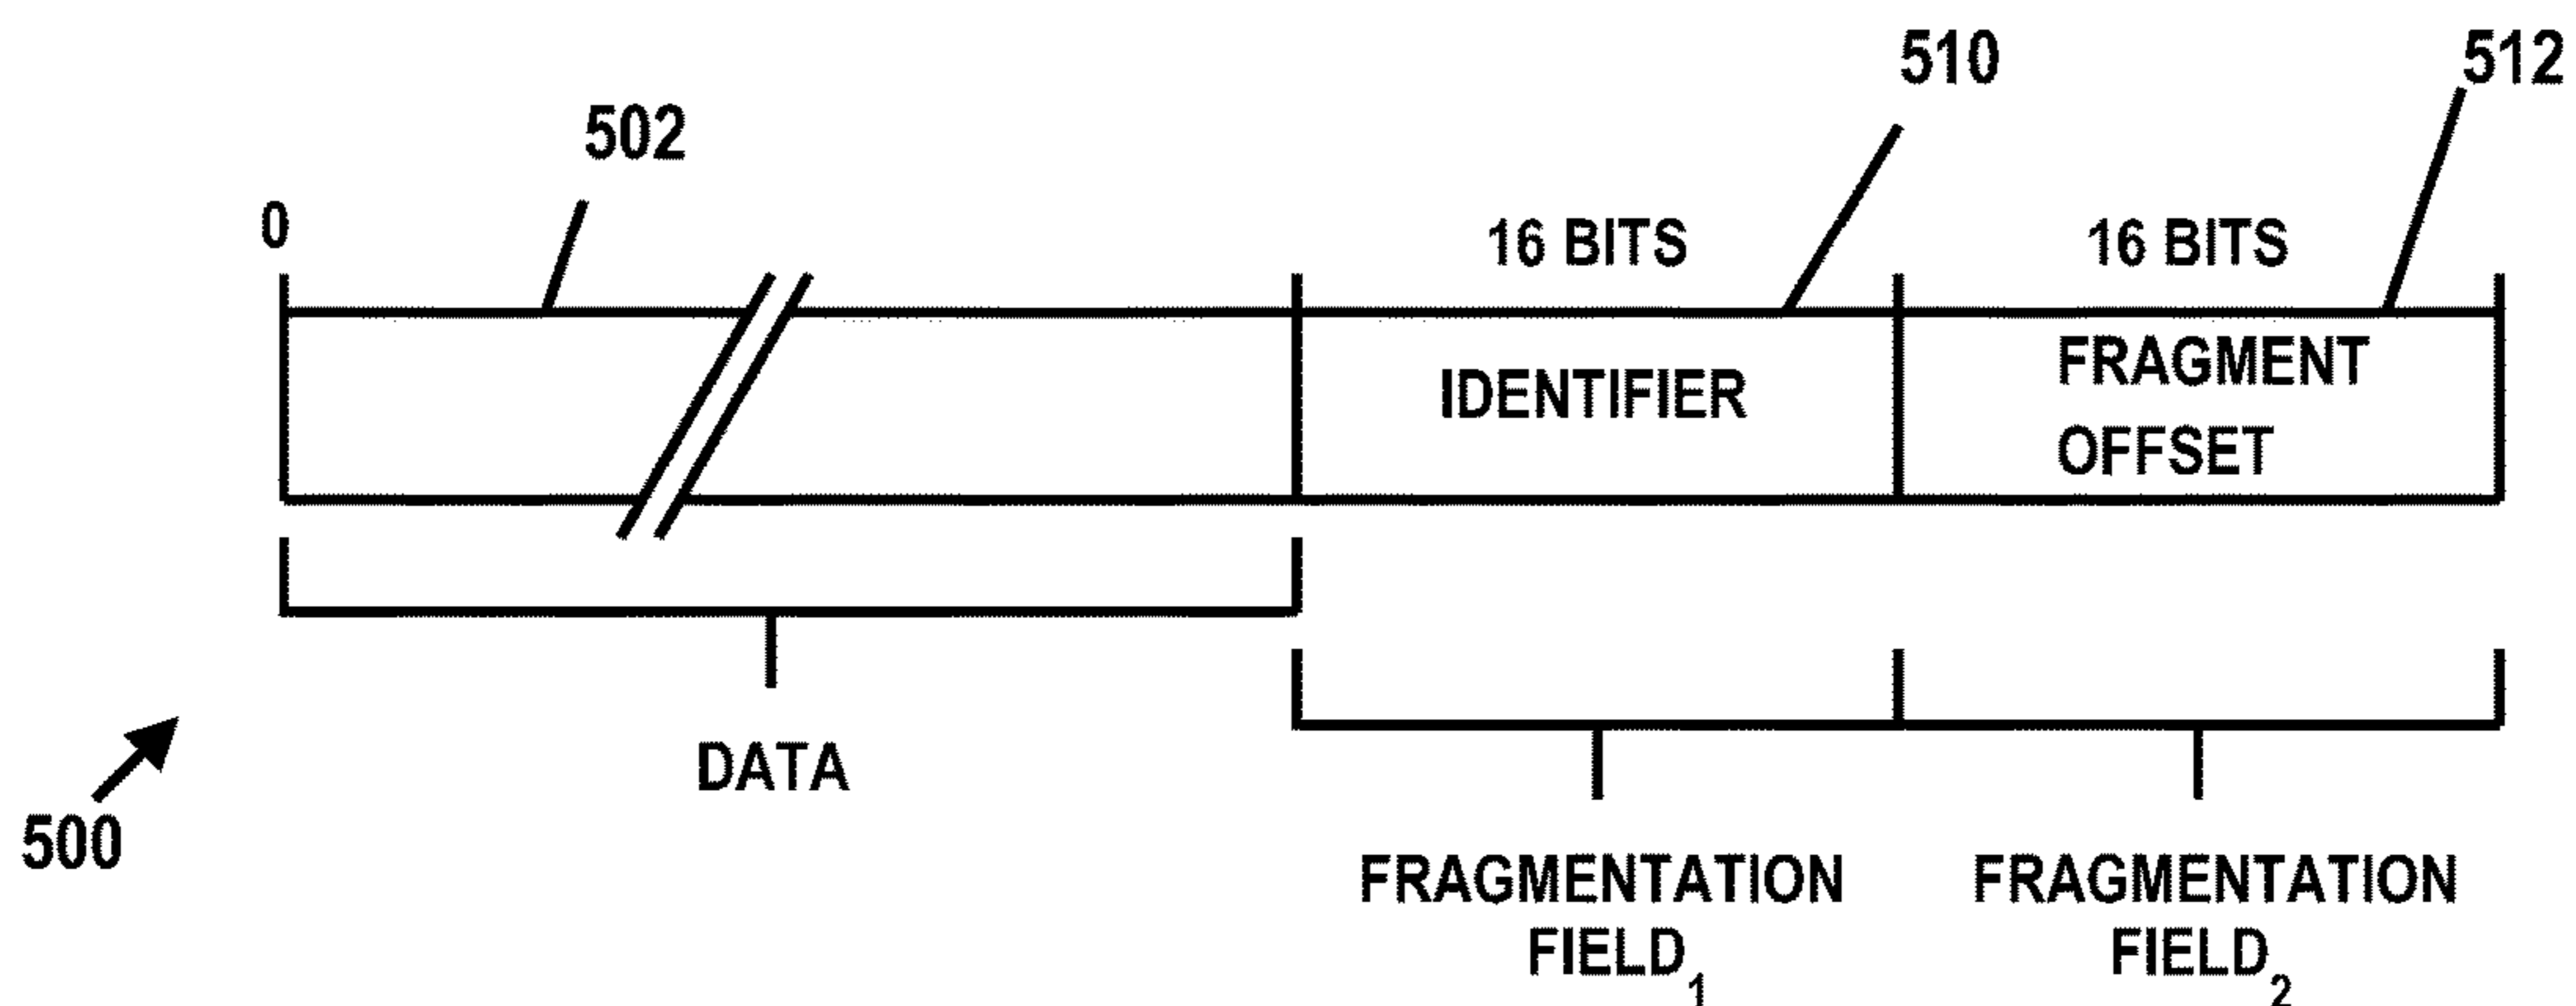 510
512
502
0
16 BITS
16 BITS
IDENTIFIER
FRAGMENT
OFFSET
DATA
500
FRAGMENTATION
FIELD1
FRAGMENTATION
FIELD2